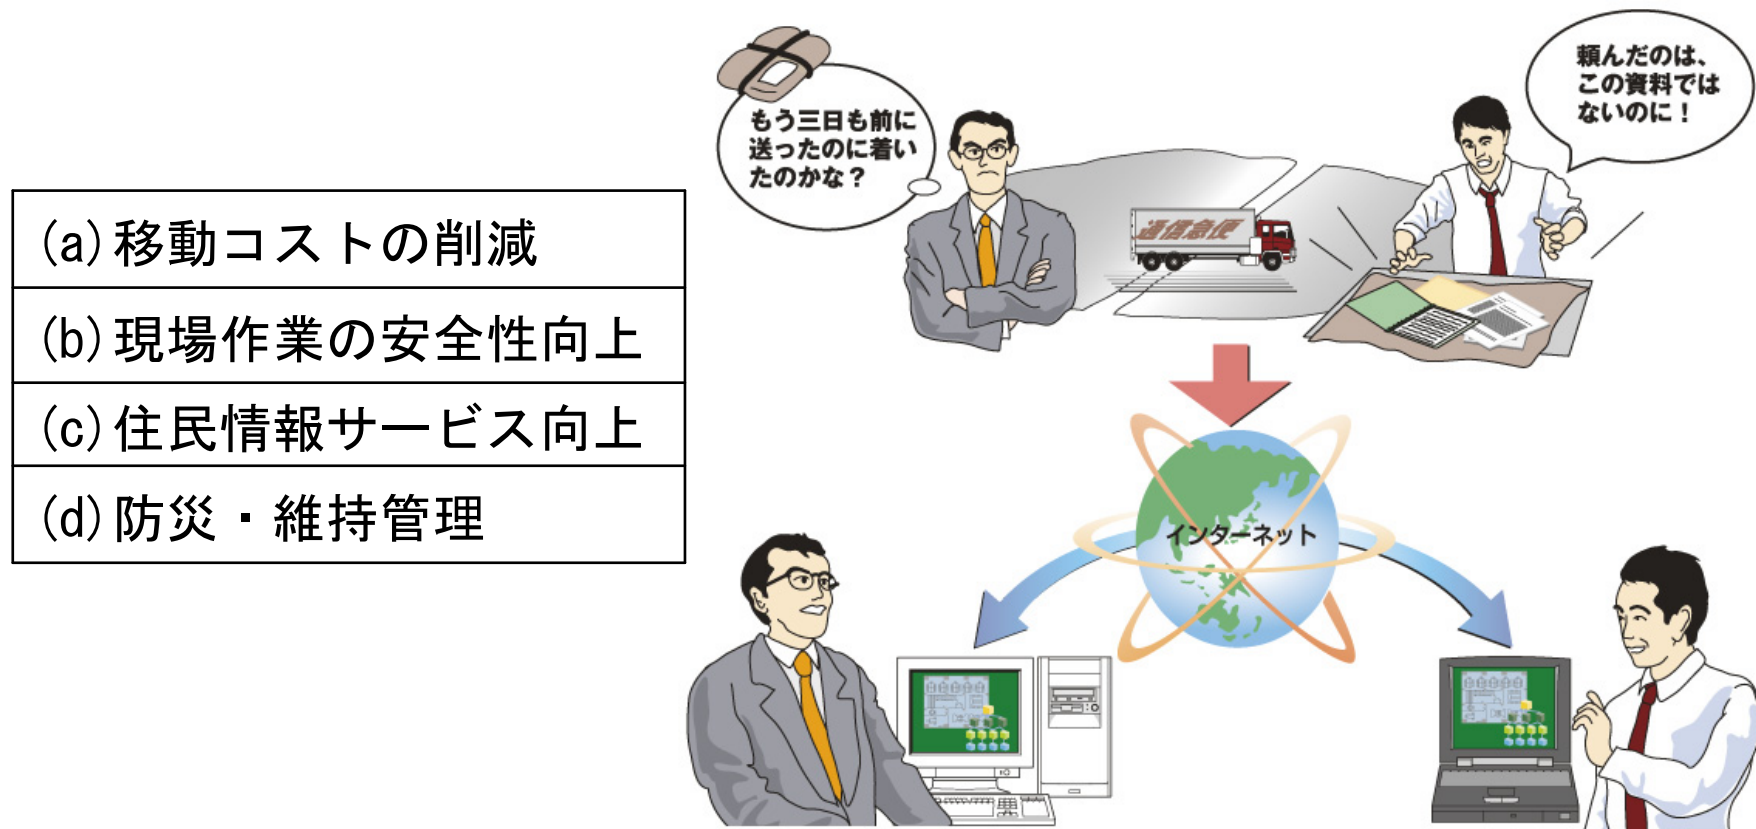 (a)移動コストの削減
(b)現場作業の安全性向上
(c)住民情報サービス向上
(d)防災・維持管理
もう三日も前に
送ったのに着い
たのかな？
通信急便
頼んだのは、
この資料では
ないのに！
インターネット